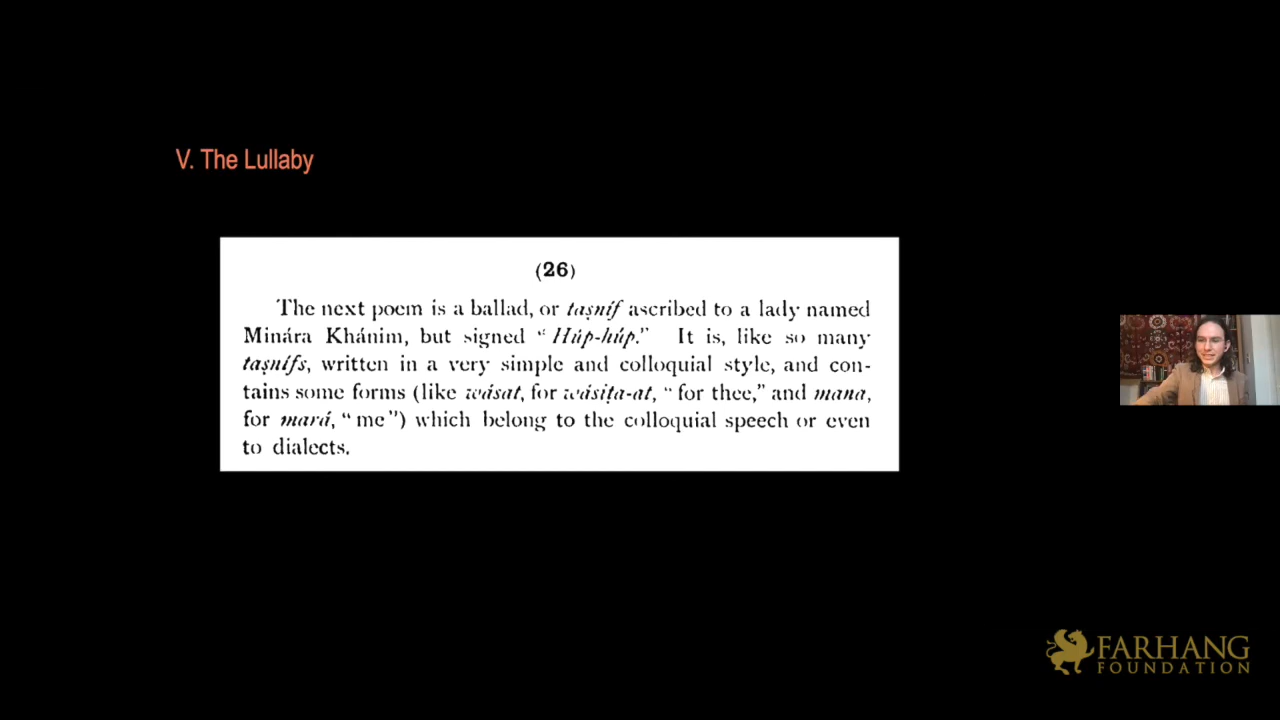 V. The Lullaby
(26)
The next poem is a ballad, or taṣníf ascribed to a lady named
Minára Khánim, but signed “Húp-húp.” It is, like so many
taṣnífs, written in a very simple and colloquial style, and con-
tains some forms (like wásat, for wásiṭa-at, “for thee,” and mana,
for mará, “me”) which belong to the colloquial speech or even
to dialects.
FARHANG
FOUNDATION